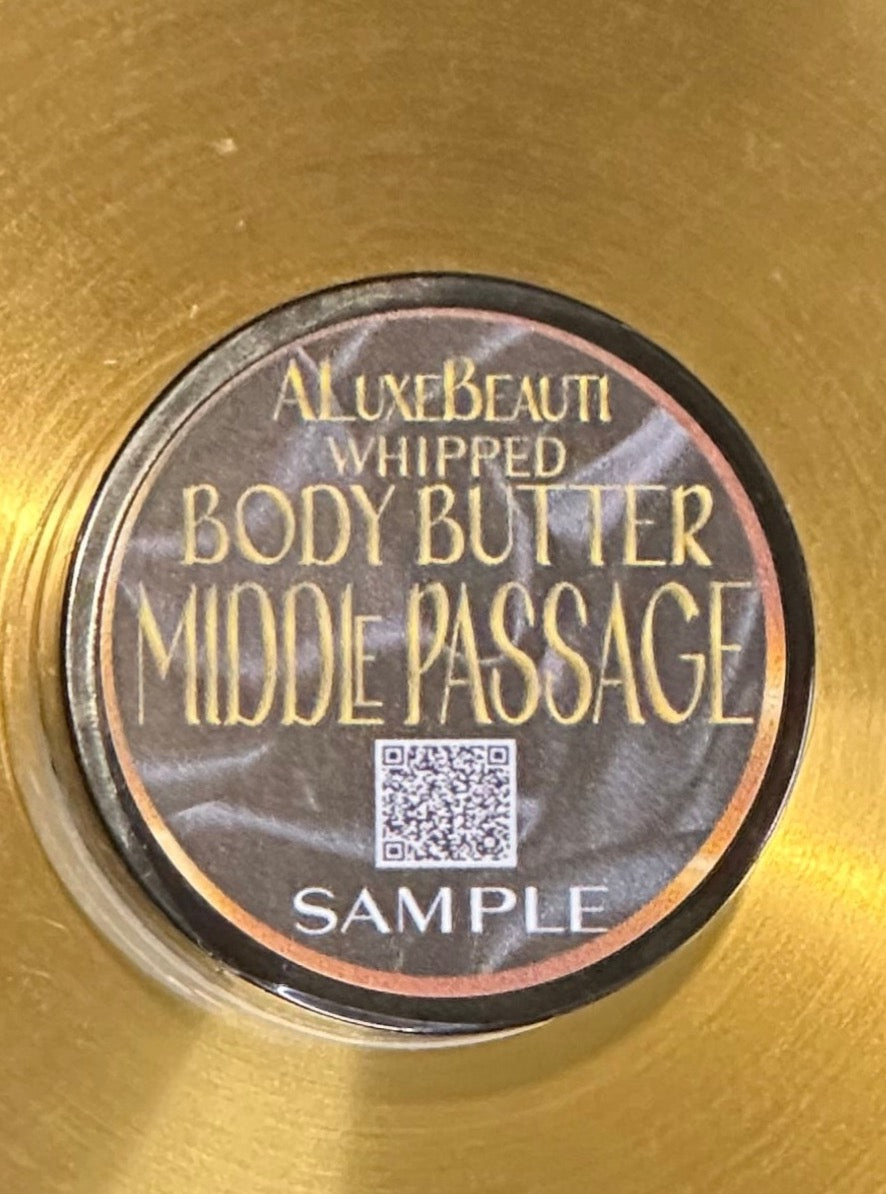 ALUXEBEAUTI
WHIPPED
BODY BUTTER
MIDDLE PASSAGE
SAMPLE